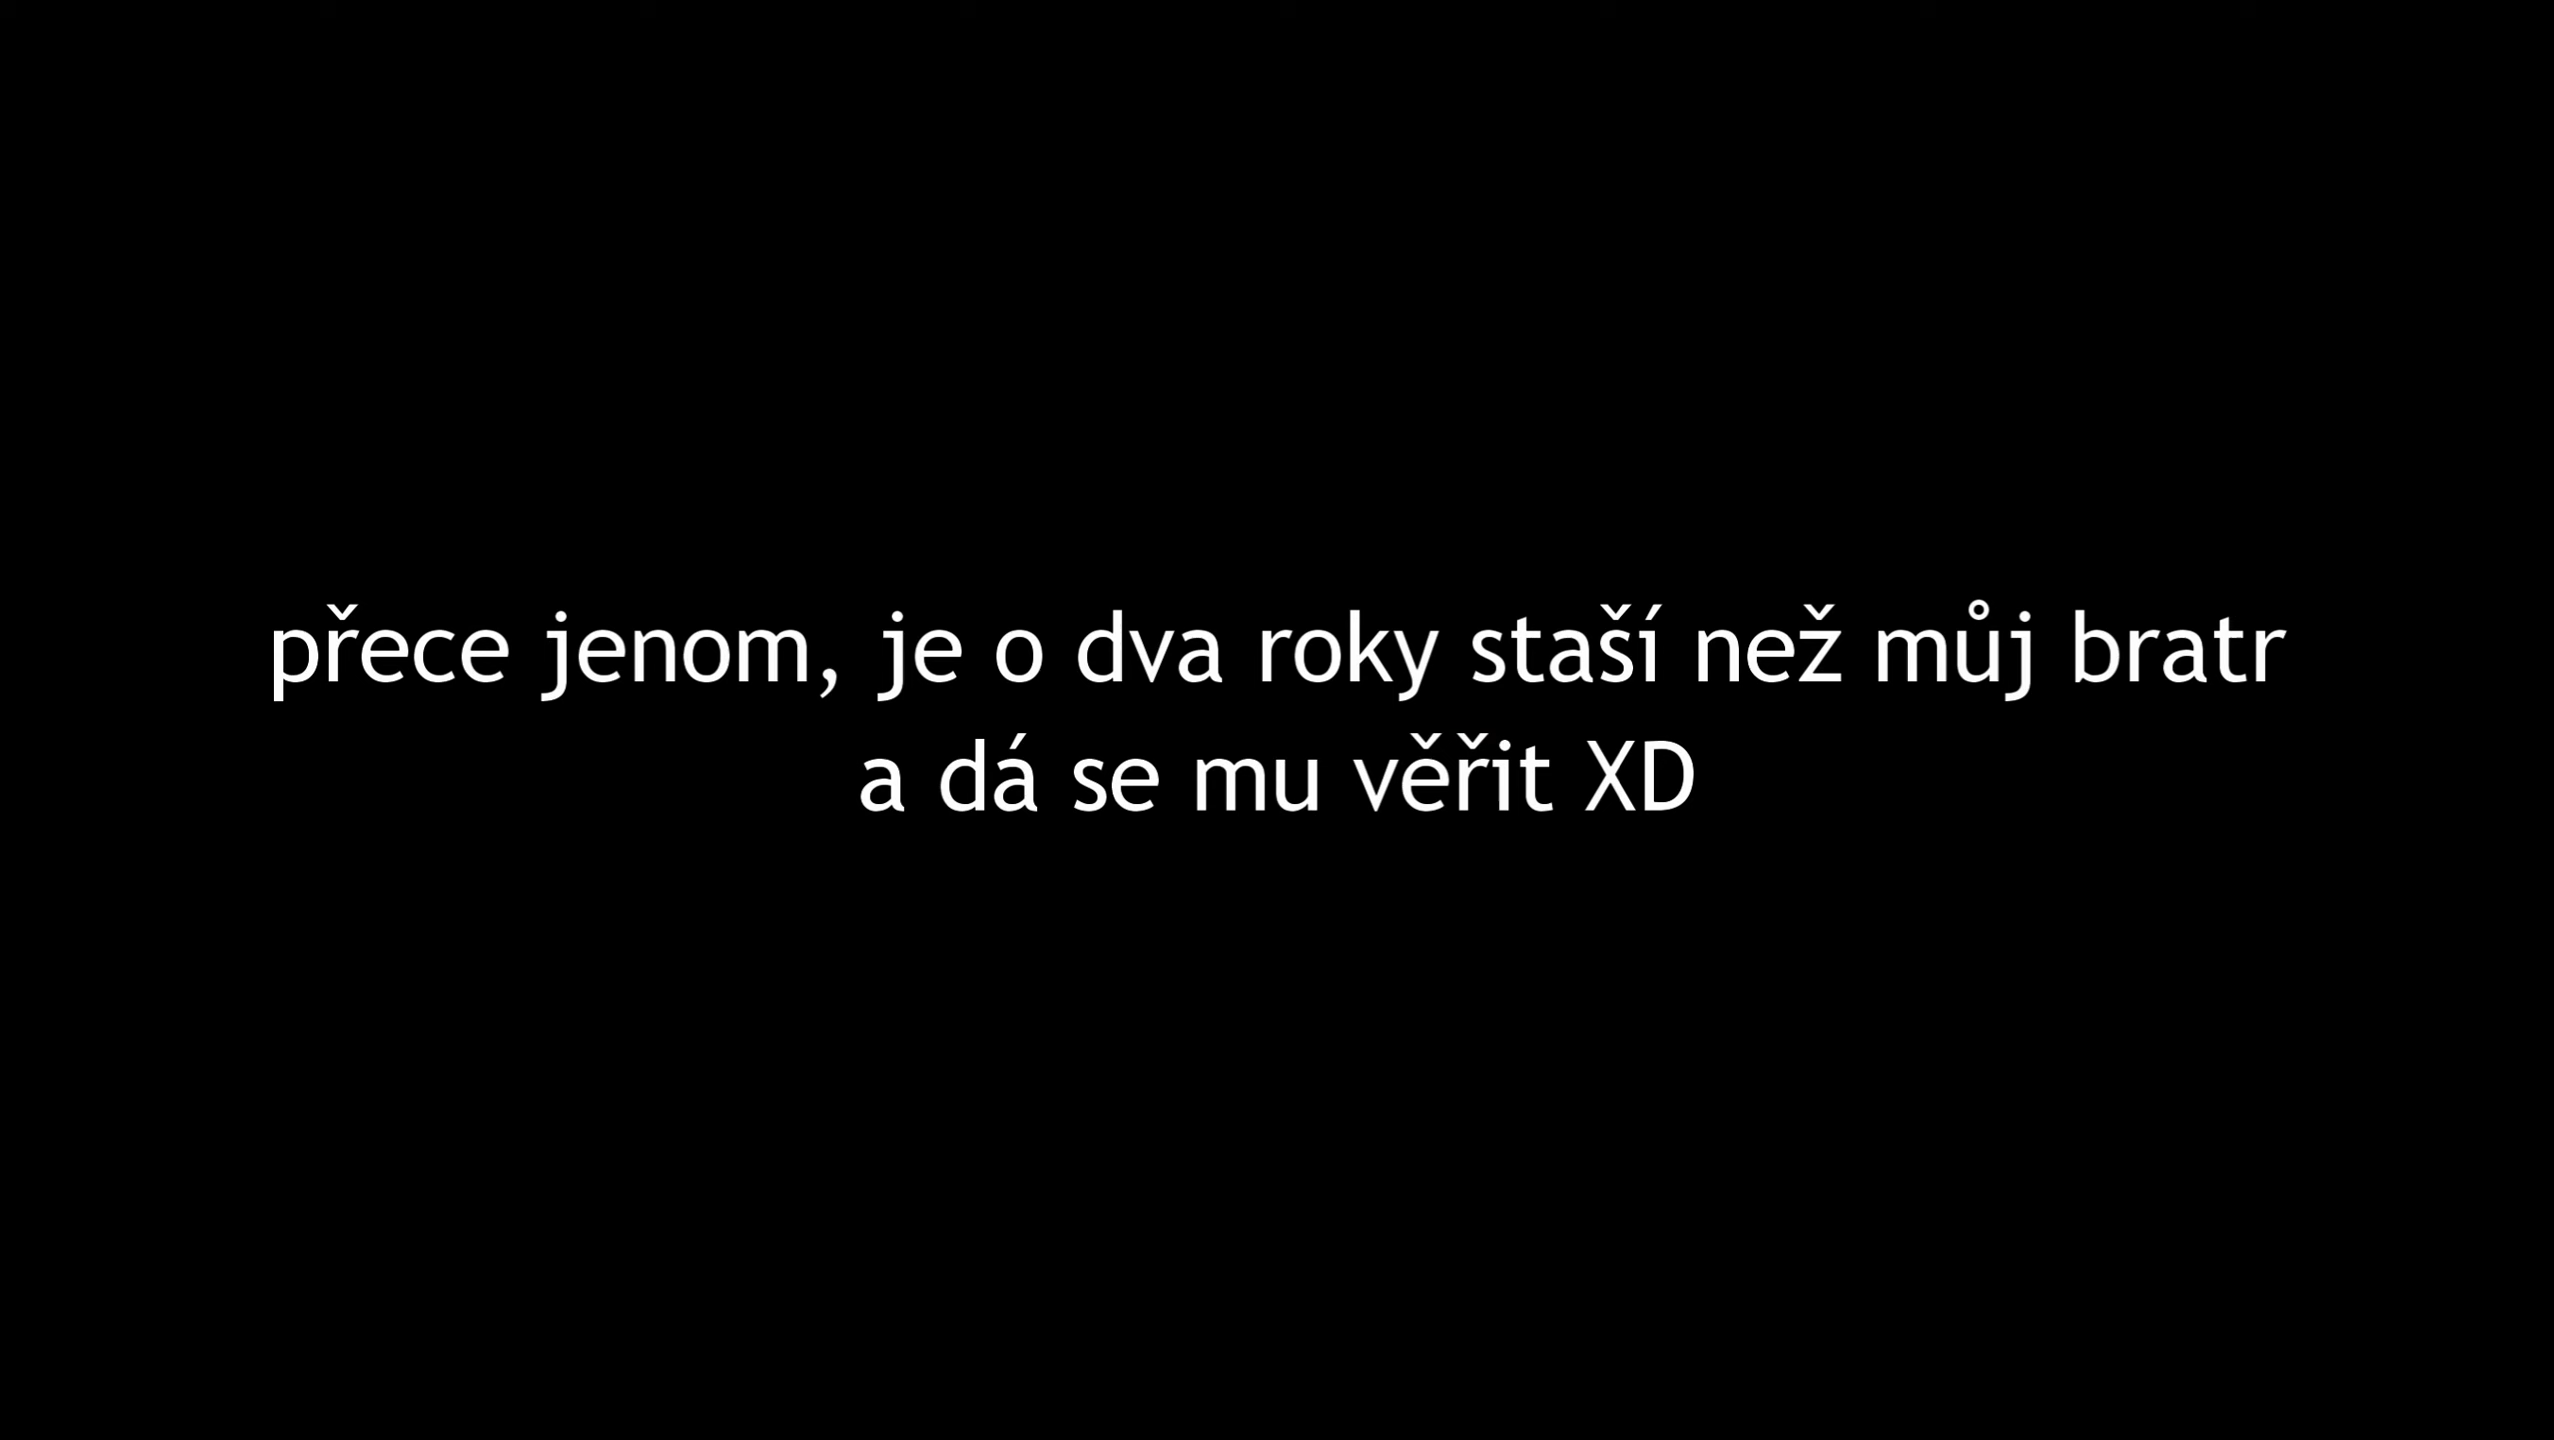 přece jenom, je o dva roky staší než můj bratr
a dá se mu věřit XD